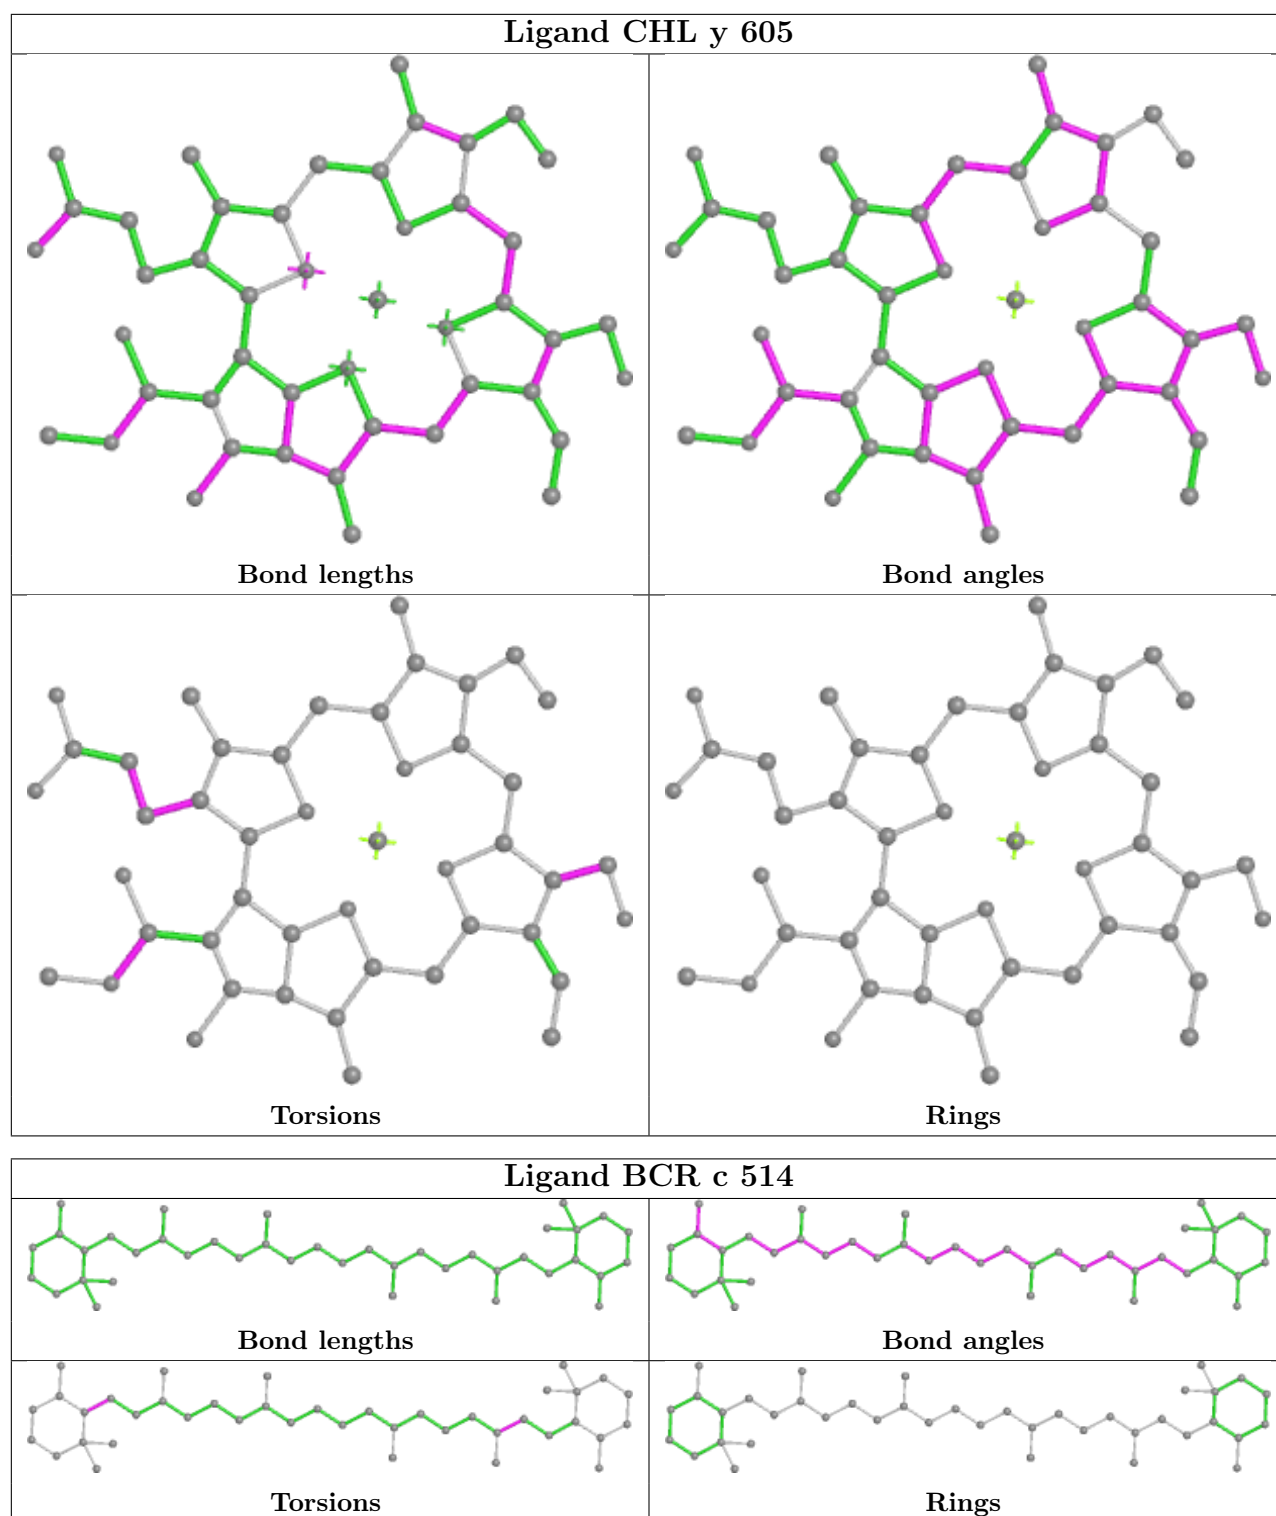 Ligand CHL y 605
Bond lengths
Bond angles
Torsions
Rings
Ligand BCR c 514
Bond lengths
Bond angles
Torsions
Rings